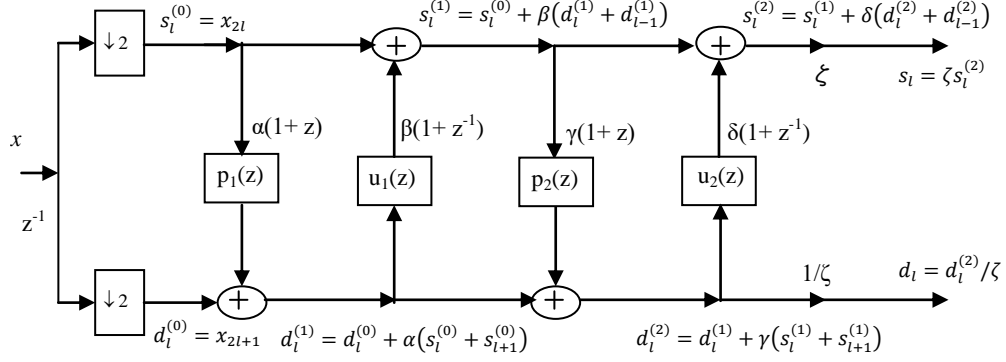 s_l^{(0)} = x_{2l}
s_l^{(1)} = s_l^{(0)} + β(d_l^{(1)} + d_{l-1}^{(1)})
s_l^{(2)} = s_l^{(1)} + δ(d_l^{(2)} + d_{l-1}^{(2)})
↓2
+
+
ζ
s_l = ζs_l^{(2)}
x
α(1+ z)
β(1+ z^{-1})
γ(1+ z)
δ(1+ z^{-1})
p_1(z)
u_1(z)
p_2(z)
u_2(z)
z^{-1}
↓2
+
+
1/ζ
d_l = d_l^{(2)}/ζ
d_l^{(0)} = x_{2l+1}
d_l^{(1)} = d_l^{(0)} + α(s_l^{(0)} + s_{l+1}^{(0)})
d_l^{(2)} = d_l^{(1)} + γ(s_l^{(1)} + s_{l+1}^{(1)})